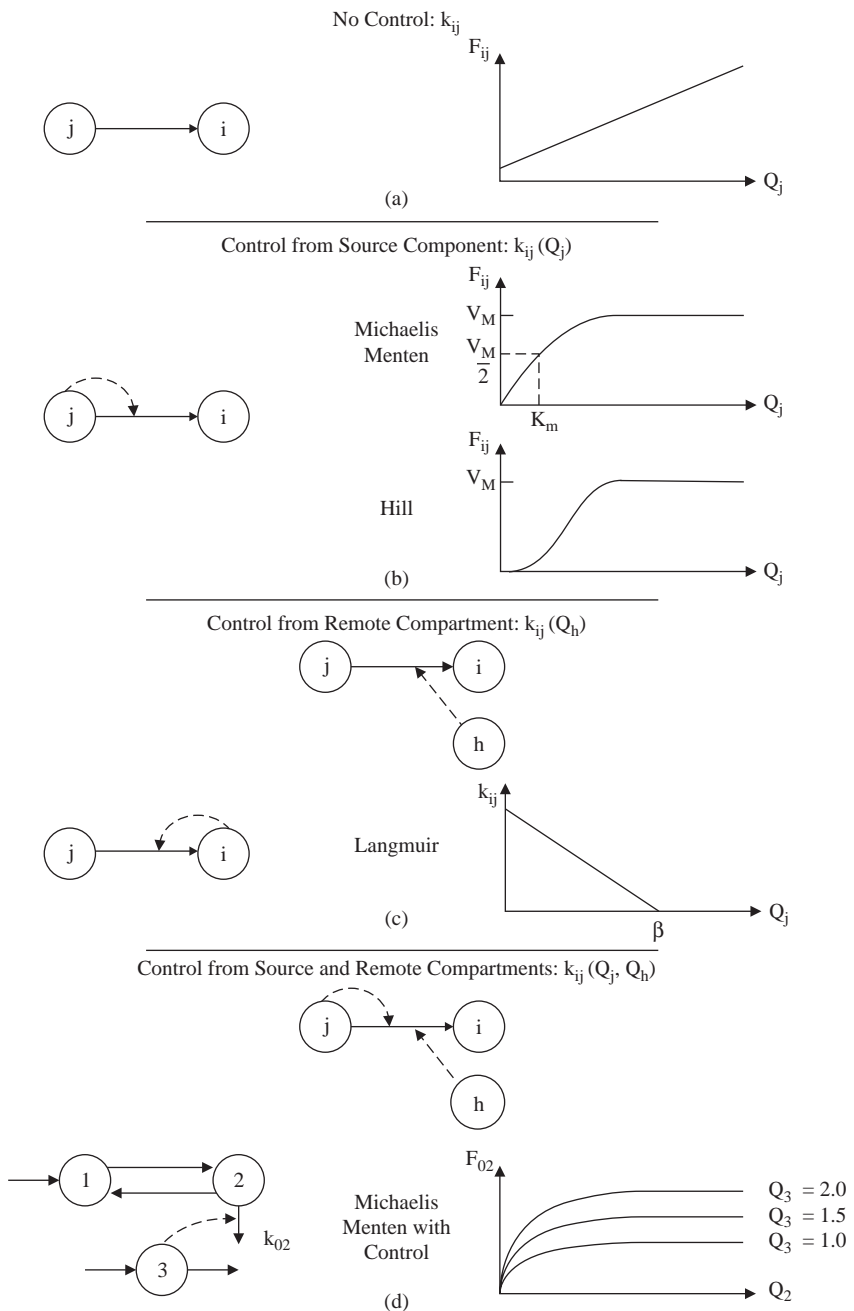 No Control: k_ij
F_ij
j
i
Q_j
(a)
Control from Source Component: k_ij (Q_j)
F_ij
V_M
Michaelis
Menten
V_M
2
j
i
K_m
Q_j
F_ij
V_M
Hill
Q_j
(b)
Control from Remote Compartment: k_ij (Q_h)
j
i
h
k_ij
j
i
Langmuir
Q_j
β
(c)
Control from Source and Remote Compartments: k_ij (Q_j, Q_h)
j
i
h
F_02
1
2
Q_3 = 2.0
Michaelis
Menten with
Control
Q_3 = 1.5
k_02
Q_3 = 1.0
3
Q_2
(d)